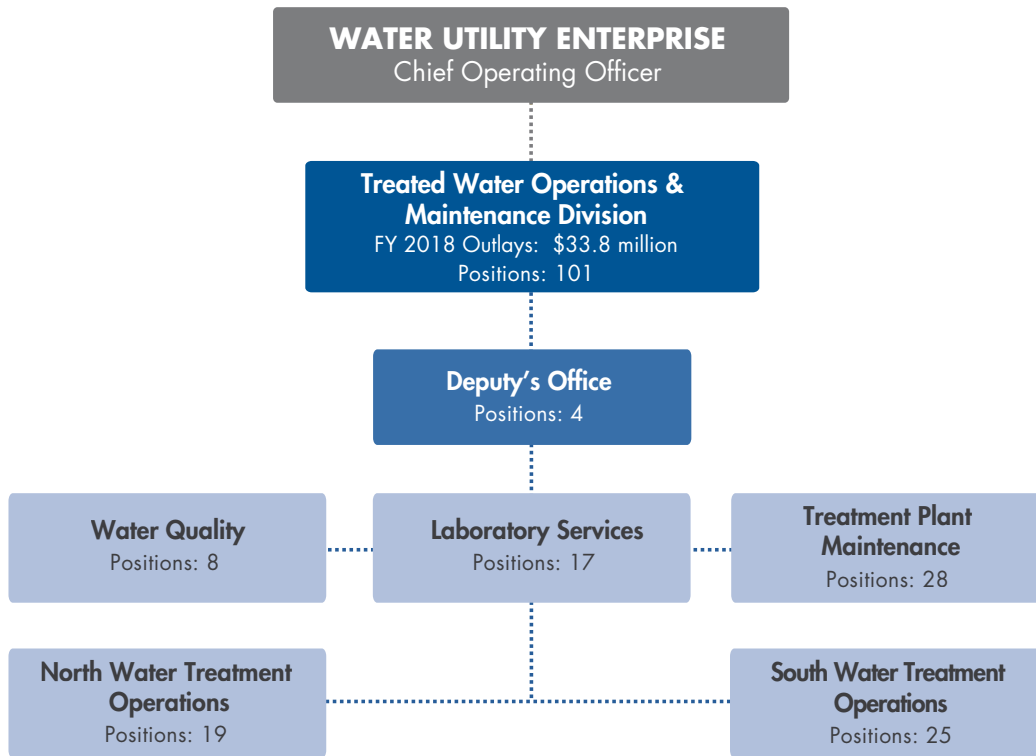 WATER UTILITY ENTERPRISE
Chief Operating Officer
Treated Water Operations &
Maintenance Division
FY 2018 Outlays: $33.8 million
Positions: 101
Deputy’s Office
Positions: 4
Water Quality
Positions: 8
Laboratory Services
Positions: 17
Treatment Plant
Maintenance
Positions: 28
North Water Treatment
Operations
Positions: 19
South Water Treatment
Operations
Positions: 25